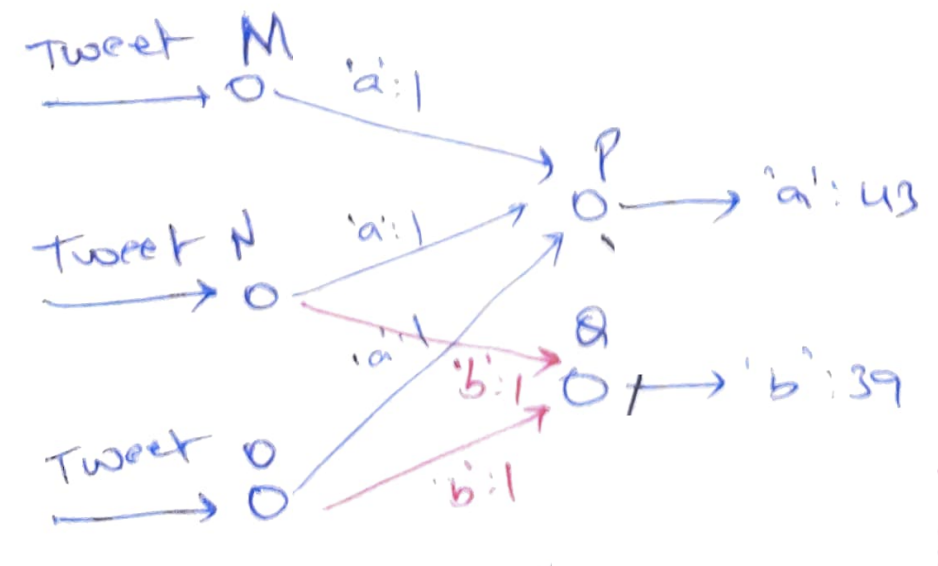 Tweet M
'a':1
P
'a': 43
Tweet N
'a':1
Q
'a' 1
'b':1
'b':39
Tweet O
'b':1